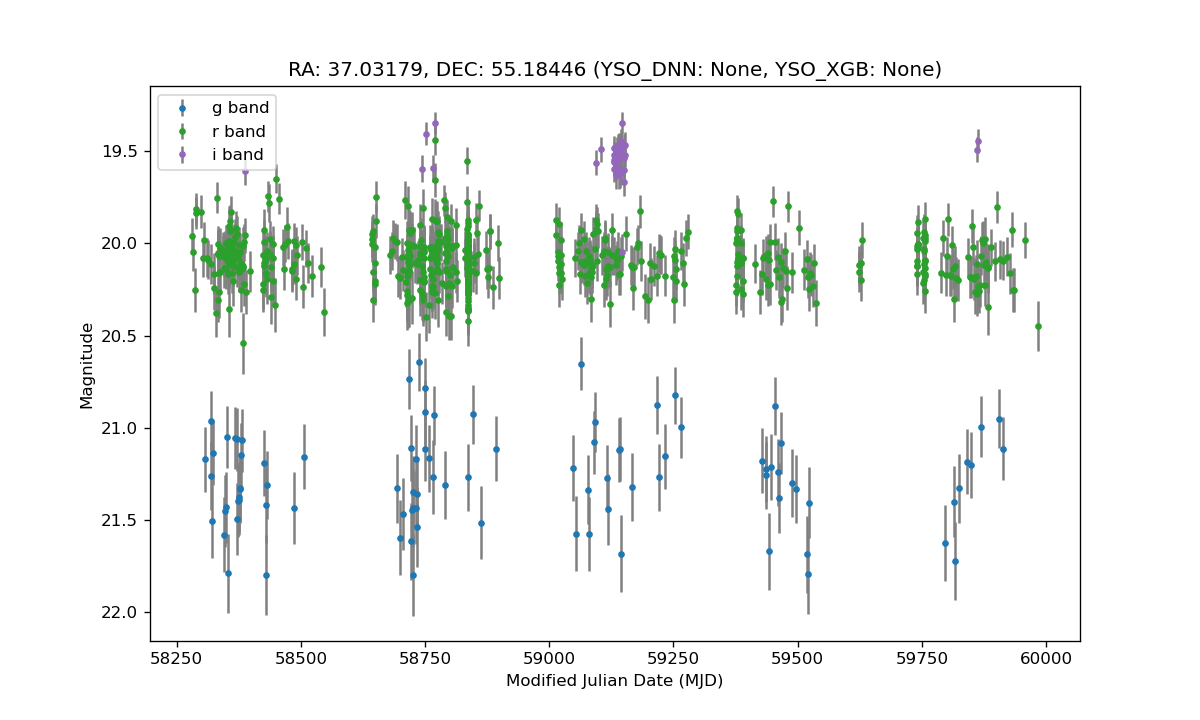 RA: 37.03179, DEC: 55.18446 (YSO_DNN: None, YSO_XGB: None)
g band
r band
i band
19.5
20.0
20.5
21.0
21.5
22.0
Magnitude
58250 58500 58750 59000 59250 59500 59750 60000
Modified Julian Date (MJD)